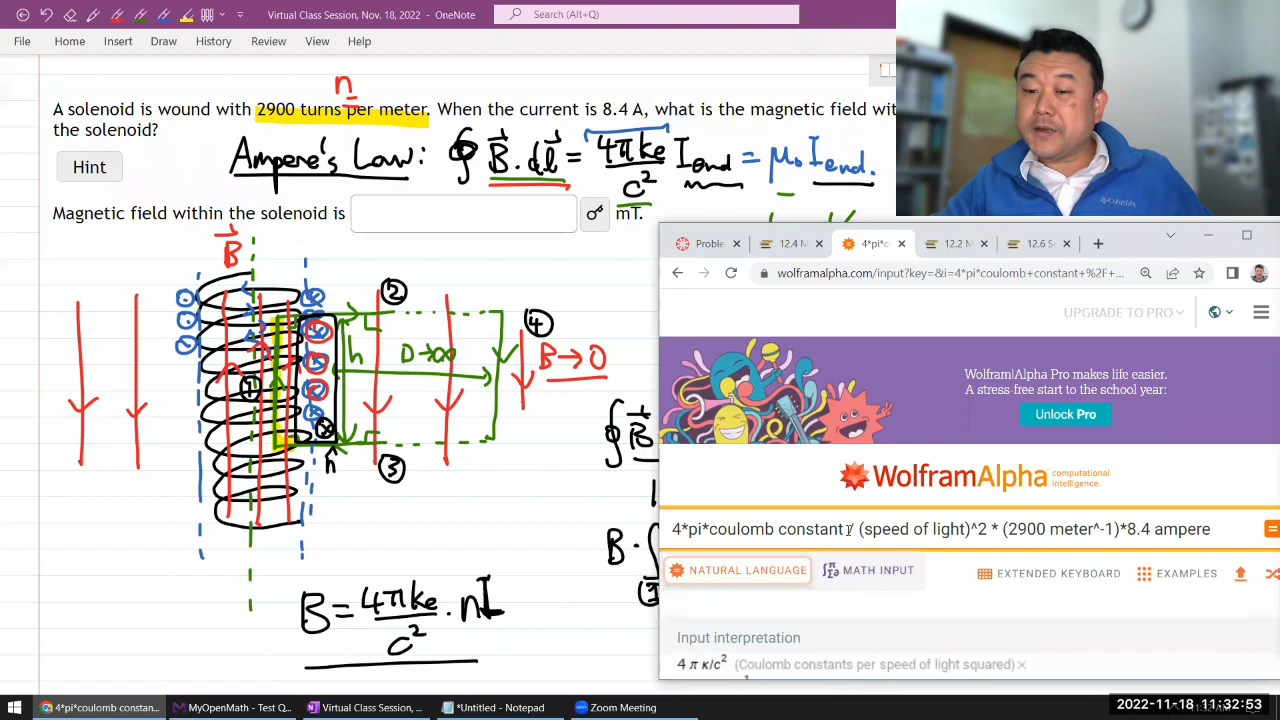 Virtual Class Session, Nov. 18, 2022 - OneNote
Search (Alt+Q)
File Home Insert Draw History Review View Help
n
A solenoid is wound with 2900 turns per meter. When the current is 8.4 A, what is the magnetic field wit
the solenoid?
Hint
Ampere's Law: ∮ B · dl = 4πke/c² Iend = μ₀ Iend.
Magnetic field within the solenoid is
mT.
B
1
2
3
4
h
D→∞
B→0
h
∮ B
B · ∫
B = 4πke/c² · nI
Proble
12.4 M
4*pi*c
12.2 M
12.6 S
wolframalpha.com/input?key=&i=4*pi*coulomb+constant+%2F+...
UPGRADE TO PRO
Wolfram|Alpha Pro makes life easier.
A stress-free start to the school year:
Unlock Pro
WolframAlpha computational intelligence.
4*pi*coulomb constant / (speed of light)^2 * (2900 meter^-1)*8.4 ampere
NATURAL LANGUAGE
MATH INPUT
EXTENDED KEYBOARD
EXAMPLES
Input interpretation
4 π κ/c² (Coulomb constants per speed of light squared)
4*pi*coulomb constan...
MyOpenMath - Test Q...
Virtual Class Session, ...
*Untitled - Notepad
Zoom Meeting
2022-11-18 11:32:53